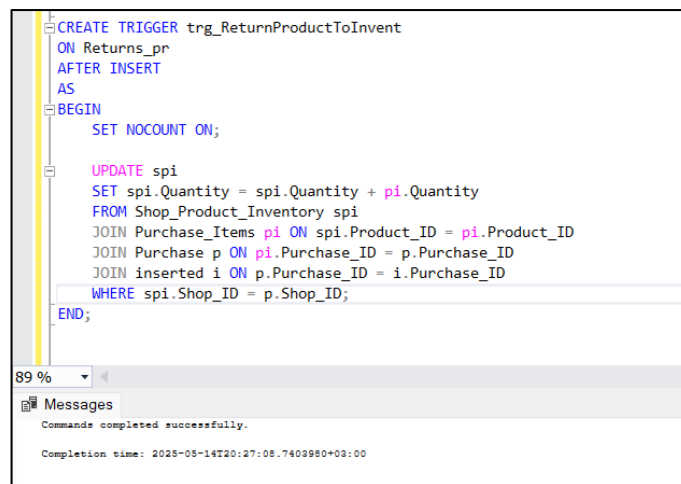 CREATE TRIGGER trg_ReturnProductToInvent
ON Returns_pr
AFTER INSERT
AS
BEGIN
SET NOCOUNT ON;
UPDATE spi
SET spi.Quantity = spi.Quantity + pi.Quantity
FROM Shop_Product_Inventory spi
JOIN Purchase_Items pi ON spi.Product_ID = pi.Product_ID
JOIN Purchase p ON pi.Purchase_ID = p.Purchase_ID
JOIN inserted i ON p.Purchase_ID = i.Purchase_ID
WHERE spi.Shop_ID = p.Shop_ID;
END;
89 %
Messages
Commands completed successfully.
Completion time: 2025-05-14T20:27:08.7403980+03:00